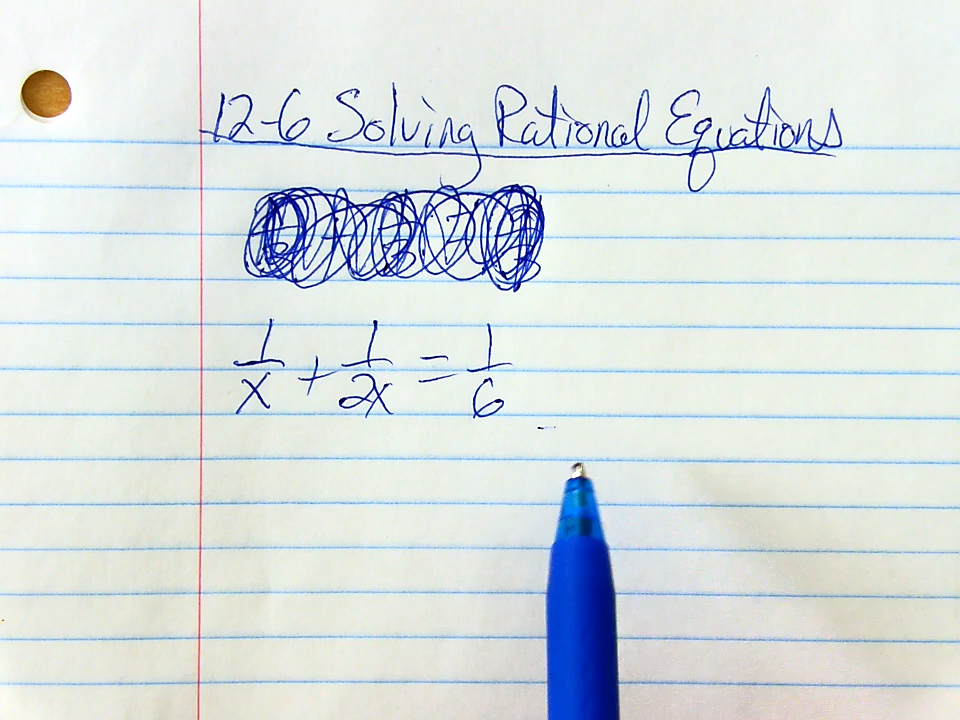 12-6 Solving Rational Equations
1/x + 1/2x = 1/6